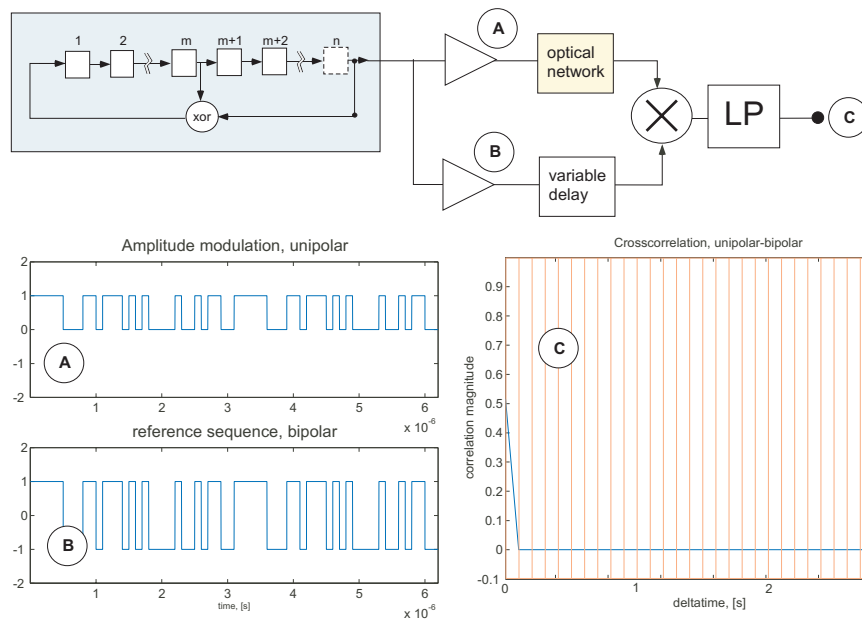 1 2 m m+1 m+2 n
xor
A
optical
network
B
variable
delay
LP
C
Amplitude modulation, unipolar
2
1
0
-1
-2
A
1 2 3 4 5 6
x 10-6
reference sequence, bipolar
2
1
0
-1
-2
B
1 2 3 4 5 6
time, [s]
x 10-6
Crosscorrelation, unipolar-bipolar
correlation magnitude
0.9
0.8
0.7
0.6
0.5
0.4
0.3
0.2
0.1
0
-0.1
C
0 1 2
deltatime, [s]